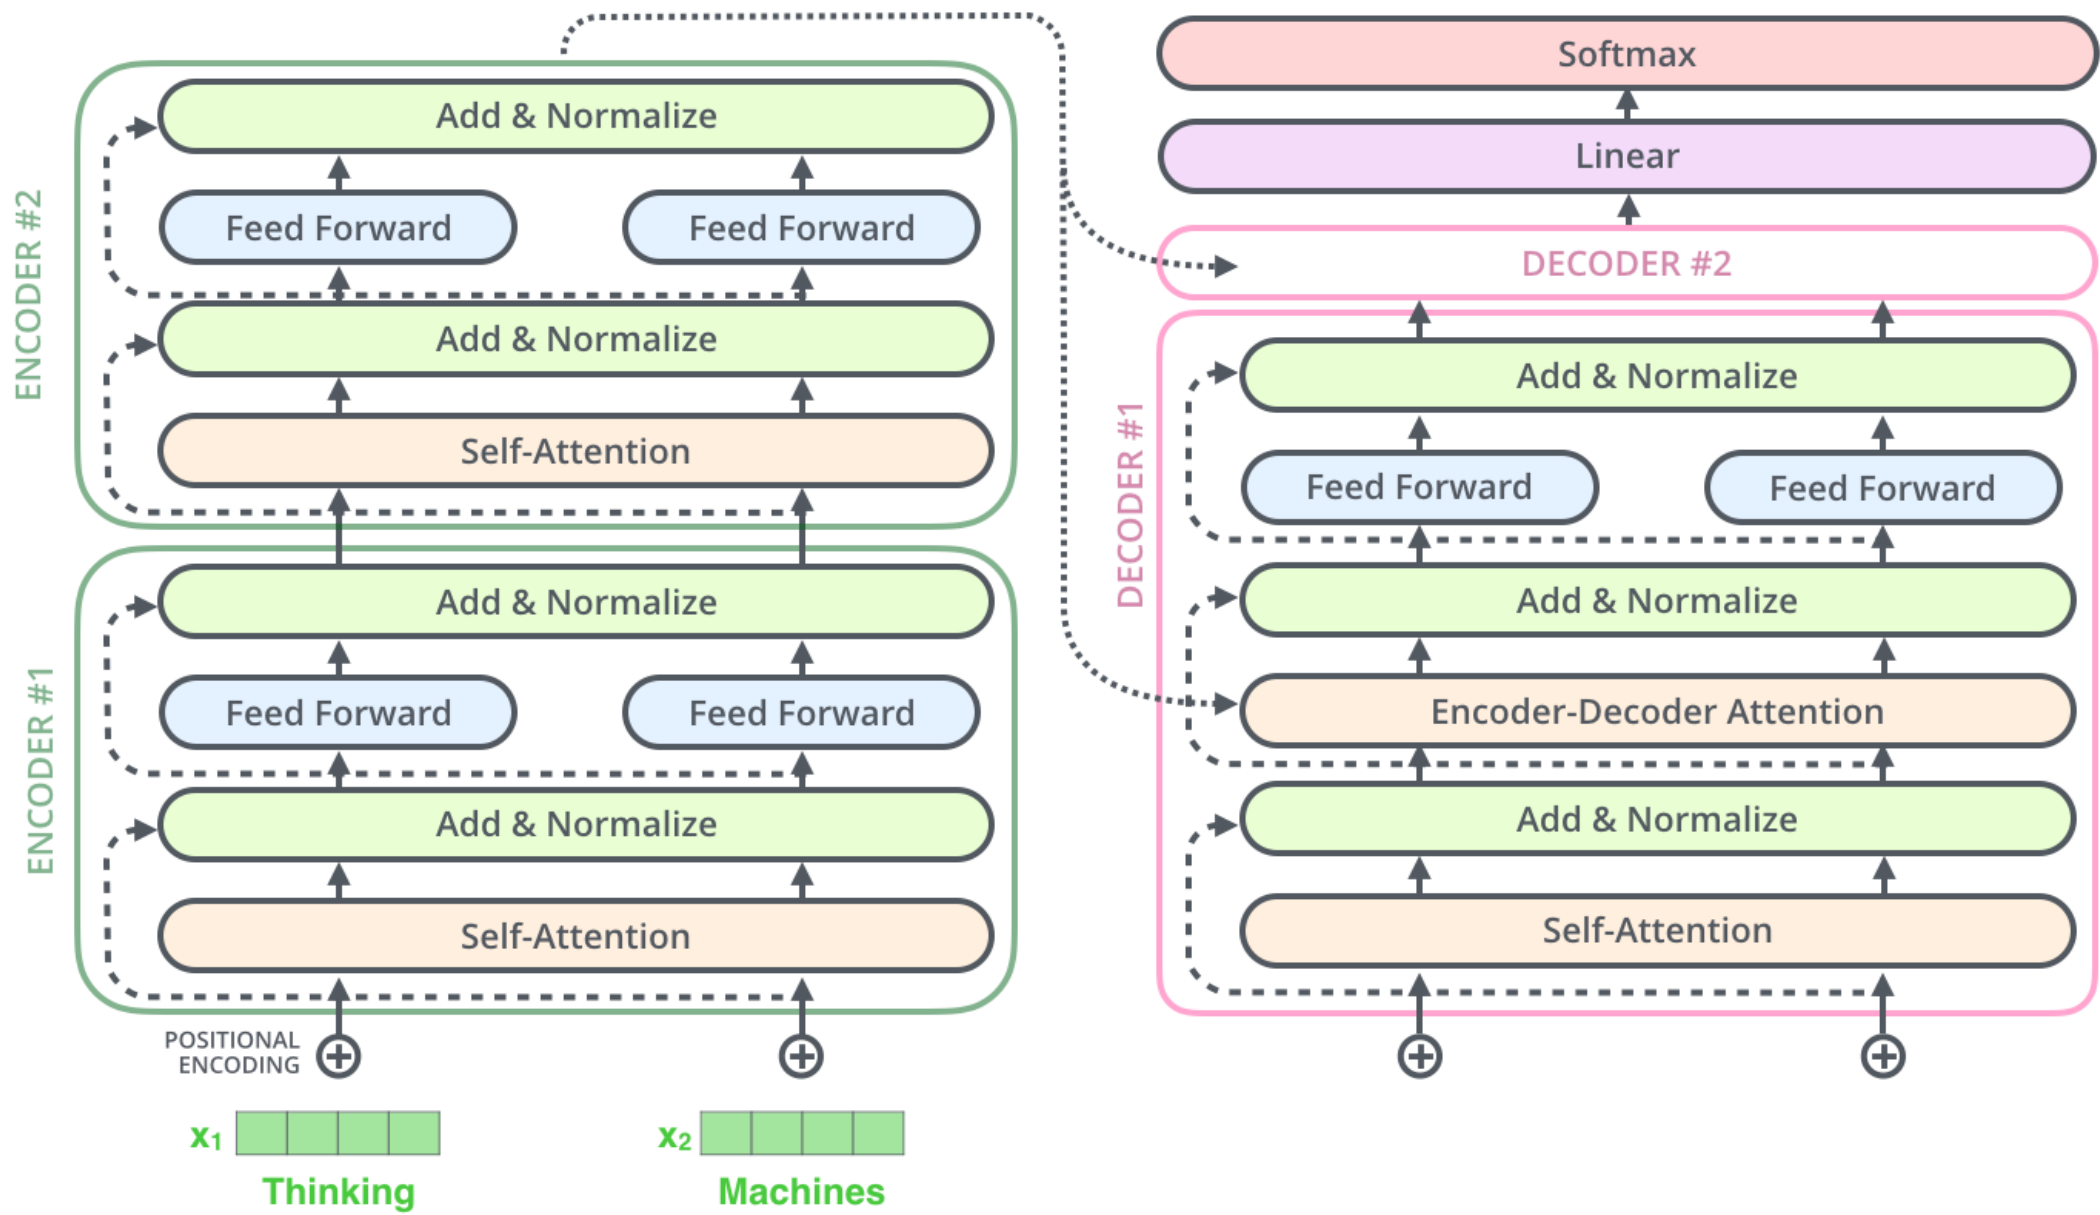 ENCODER #2
Add & Normalize
Feed Forward
Feed Forward
Add & Normalize
Self-Attention
ENCODER #1
Add & Normalize
Feed Forward
Feed Forward
Add & Normalize
Self-Attention
POSITIONAL
ENCODING
x₁
x₂
Thinking
Machines
Softmax
Linear
DECODER #2
DECODER #1
Add & Normalize
Feed Forward
Feed Forward
Add & Normalize
Encoder-Decoder Attention
Add & Normalize
Self-Attention